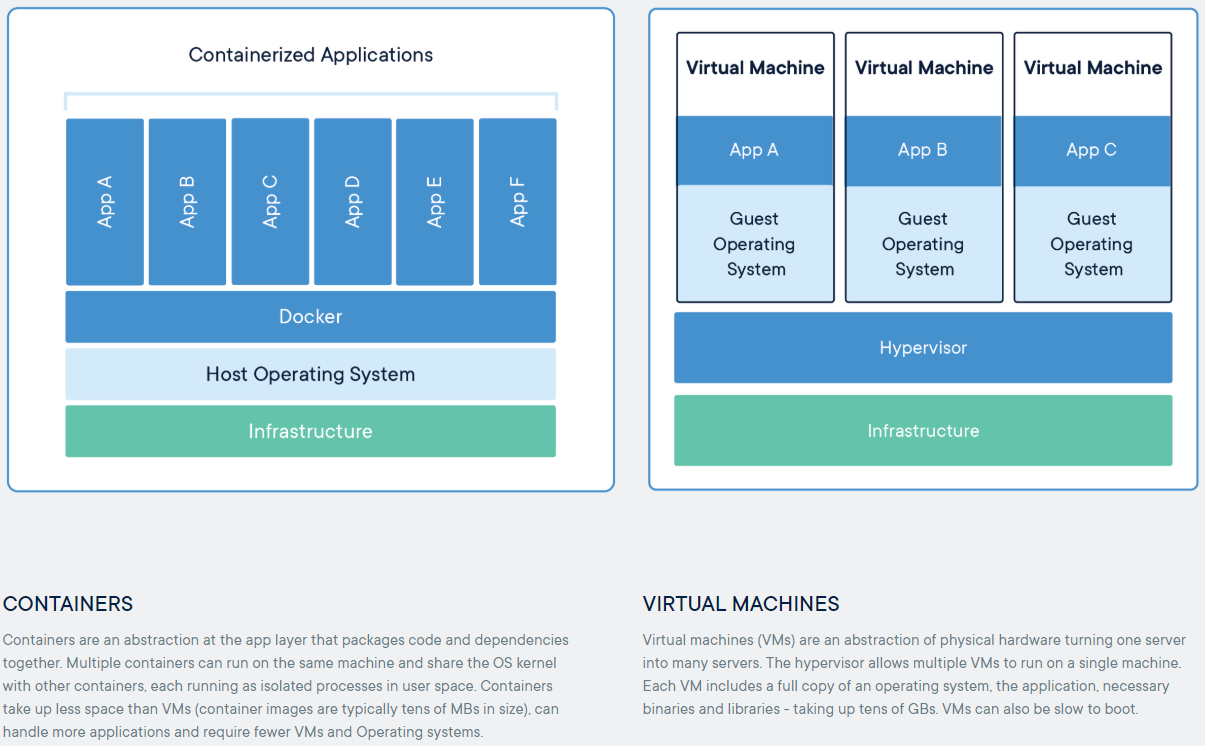 Containerized Applications
App A
App B
App C
App D
App E
App F
Docker
Host Operating System
Infrastructure
Virtual Machine
App A
Guest
Operating
System
Virtual Machine
App B
Guest
Operating
System
Virtual Machine
App C
Guest
Operating
System
Hypervisor
Infrastructure
CONTAINERS
Containers are an abstraction at the app layer that packages code and dependencies
together. Multiple containers can run on the same machine and share the OS kernel
with other containers, each running as isolated processes in user space. Containers
take up less space than VMs (container images are typically tens of MBs in size), can
handle more applications and require fewer VMs and Operating systems.
VIRTUAL MACHINES
Virtual machines (VMs) are an abstraction of physical hardware turning one server
into many servers. The hypervisor allows multiple VMs to run on a single machine.
Each VM includes a full copy of an operating system, the application, necessary
binaries and libraries - taking up tens of GBs. VMs can also be slow to boot.